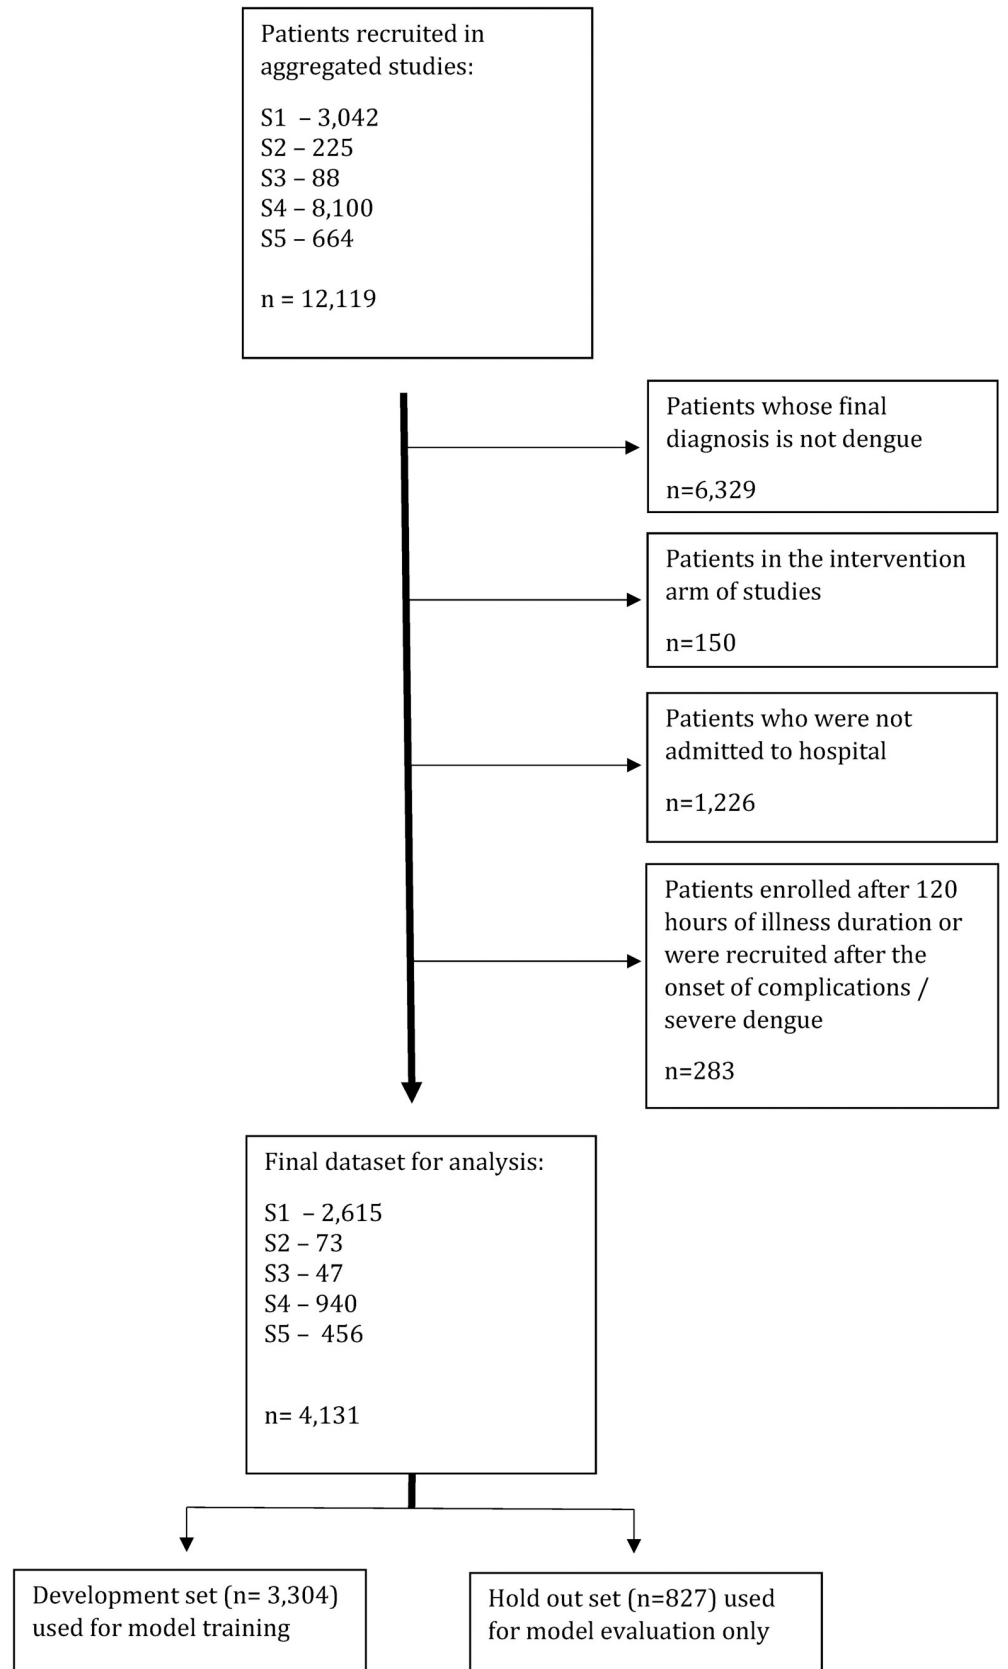 Patients recruited in
aggregated studies:
S1 – 3,042
S2 – 225
S3 – 88
S4 – 8,100
S5 – 664
n = 12,119
Patients whose final
diagnosis is not dengue
n=6,329
Patients in the intervention
arm of studies
n=150
Patients who were not
admitted to hospital
n=1,226
Patients enrolled after 120
hours of illness duration or
were recruited after the
onset of complications /
severe dengue
n=283
Final dataset for analysis:
S1 – 2,615
S2 – 73
S3 – 47
S4 – 940
S5 – 456
n= 4,131
Development set (n= 3,304)
used for model training
Hold out set (n=827) used
for model evaluation only